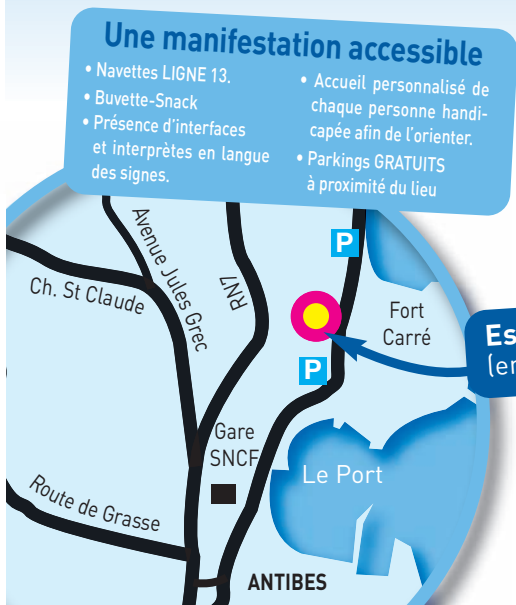 Une manifestation accessible
• Navettes LIGNE 13.
• Buvette-Snack
• Présence d'interfaces
et interprètes en langue
des signes.
• Accueil personnalisé de
chaque personne handi-
capée afin de l'orienter.
• Parkings GRATUITS
à proximité du lieu
Avenue Jules Grec
RN7
P
Ch. St Claude
Fort
Carré
P
Gare
SNCF
Le Port
Route de Grasse
ANTIBES